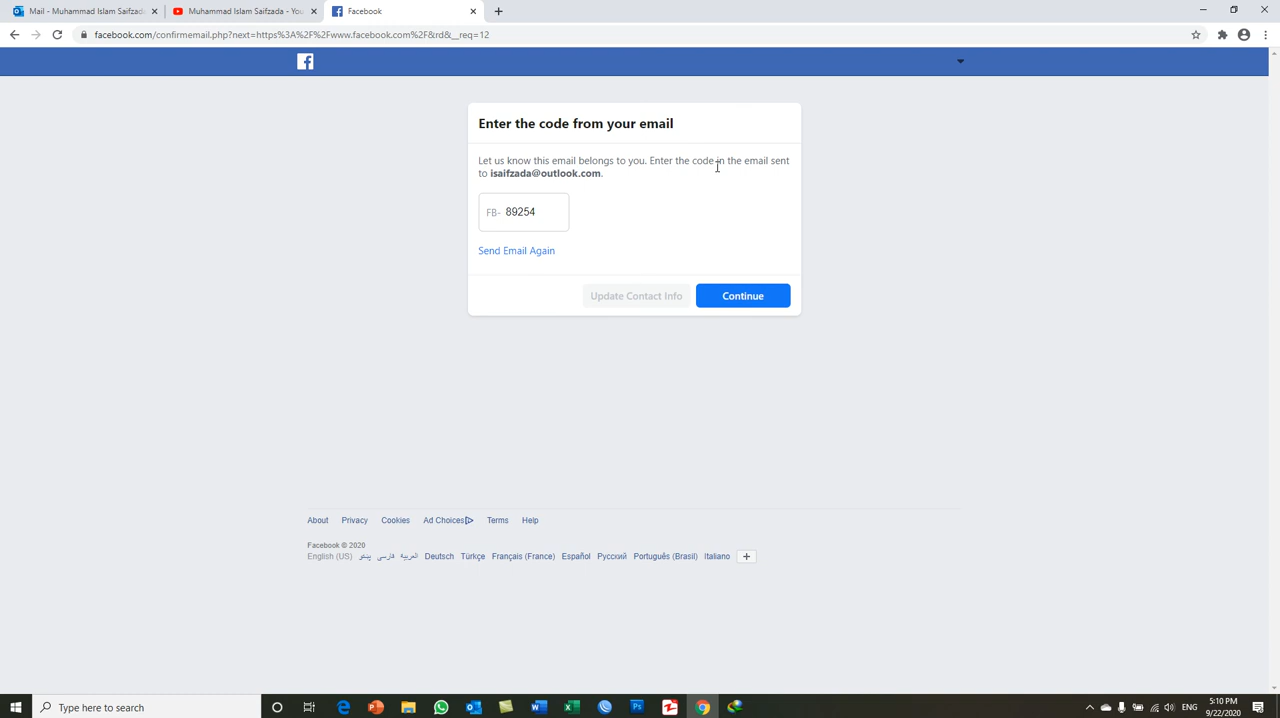 Mail - Muhammad Islam Saifzada
Muhammad Islam Saifzada - You
Facebook
facebook.com/confirmemail.php?next=https%3A%2F%2Fwww.facebook.com%2F&rd&__req=12
Enter the code from your email
Let us know this email belongs to you. Enter the code in the email sent
to isaifzada@outlook.com.
FB- 89254
Send Email Again
Update Contact Info
Continue
About Privacy Cookies Ad Choices Terms Help
Facebook © 2020
English (US) پښتو فارسی العربية Deutsch Türkçe Français (France) Español Русский Português (Brasil) Italiano
Type here to search
ENG
5:10 PM
9/22/2020